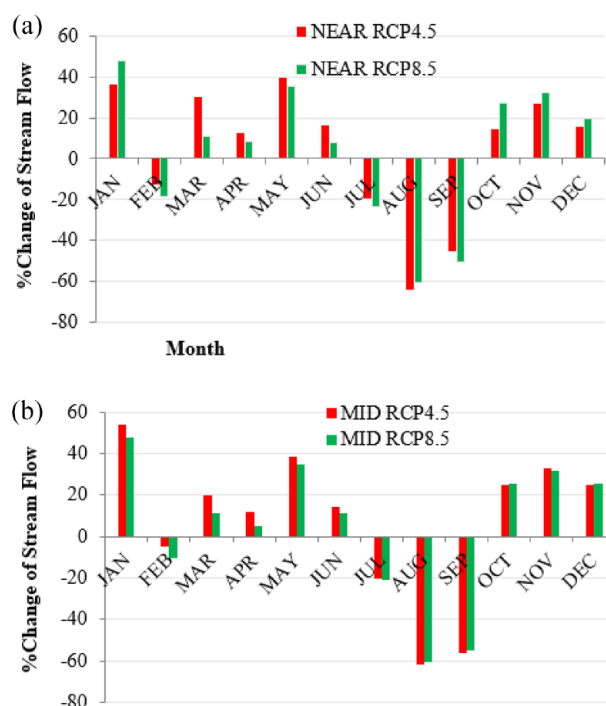 (a)
NEAR RCP4.5
NEAR RCP8.5
%Change of Stream Flow
60
40
20
0
-20
-40
-60
-80
JAN FEB MAR APR MAY JUN JUL AUG SEP OCT NOV DEC
Month
(b)
MID RCP4.5
MID RCP8.5
%Change of Stream Flow
60
40
20
0
-20
-40
-60
-80
JAN FEB MAR APR MAY JUN JUL AUG SEP OCT NOV DEC